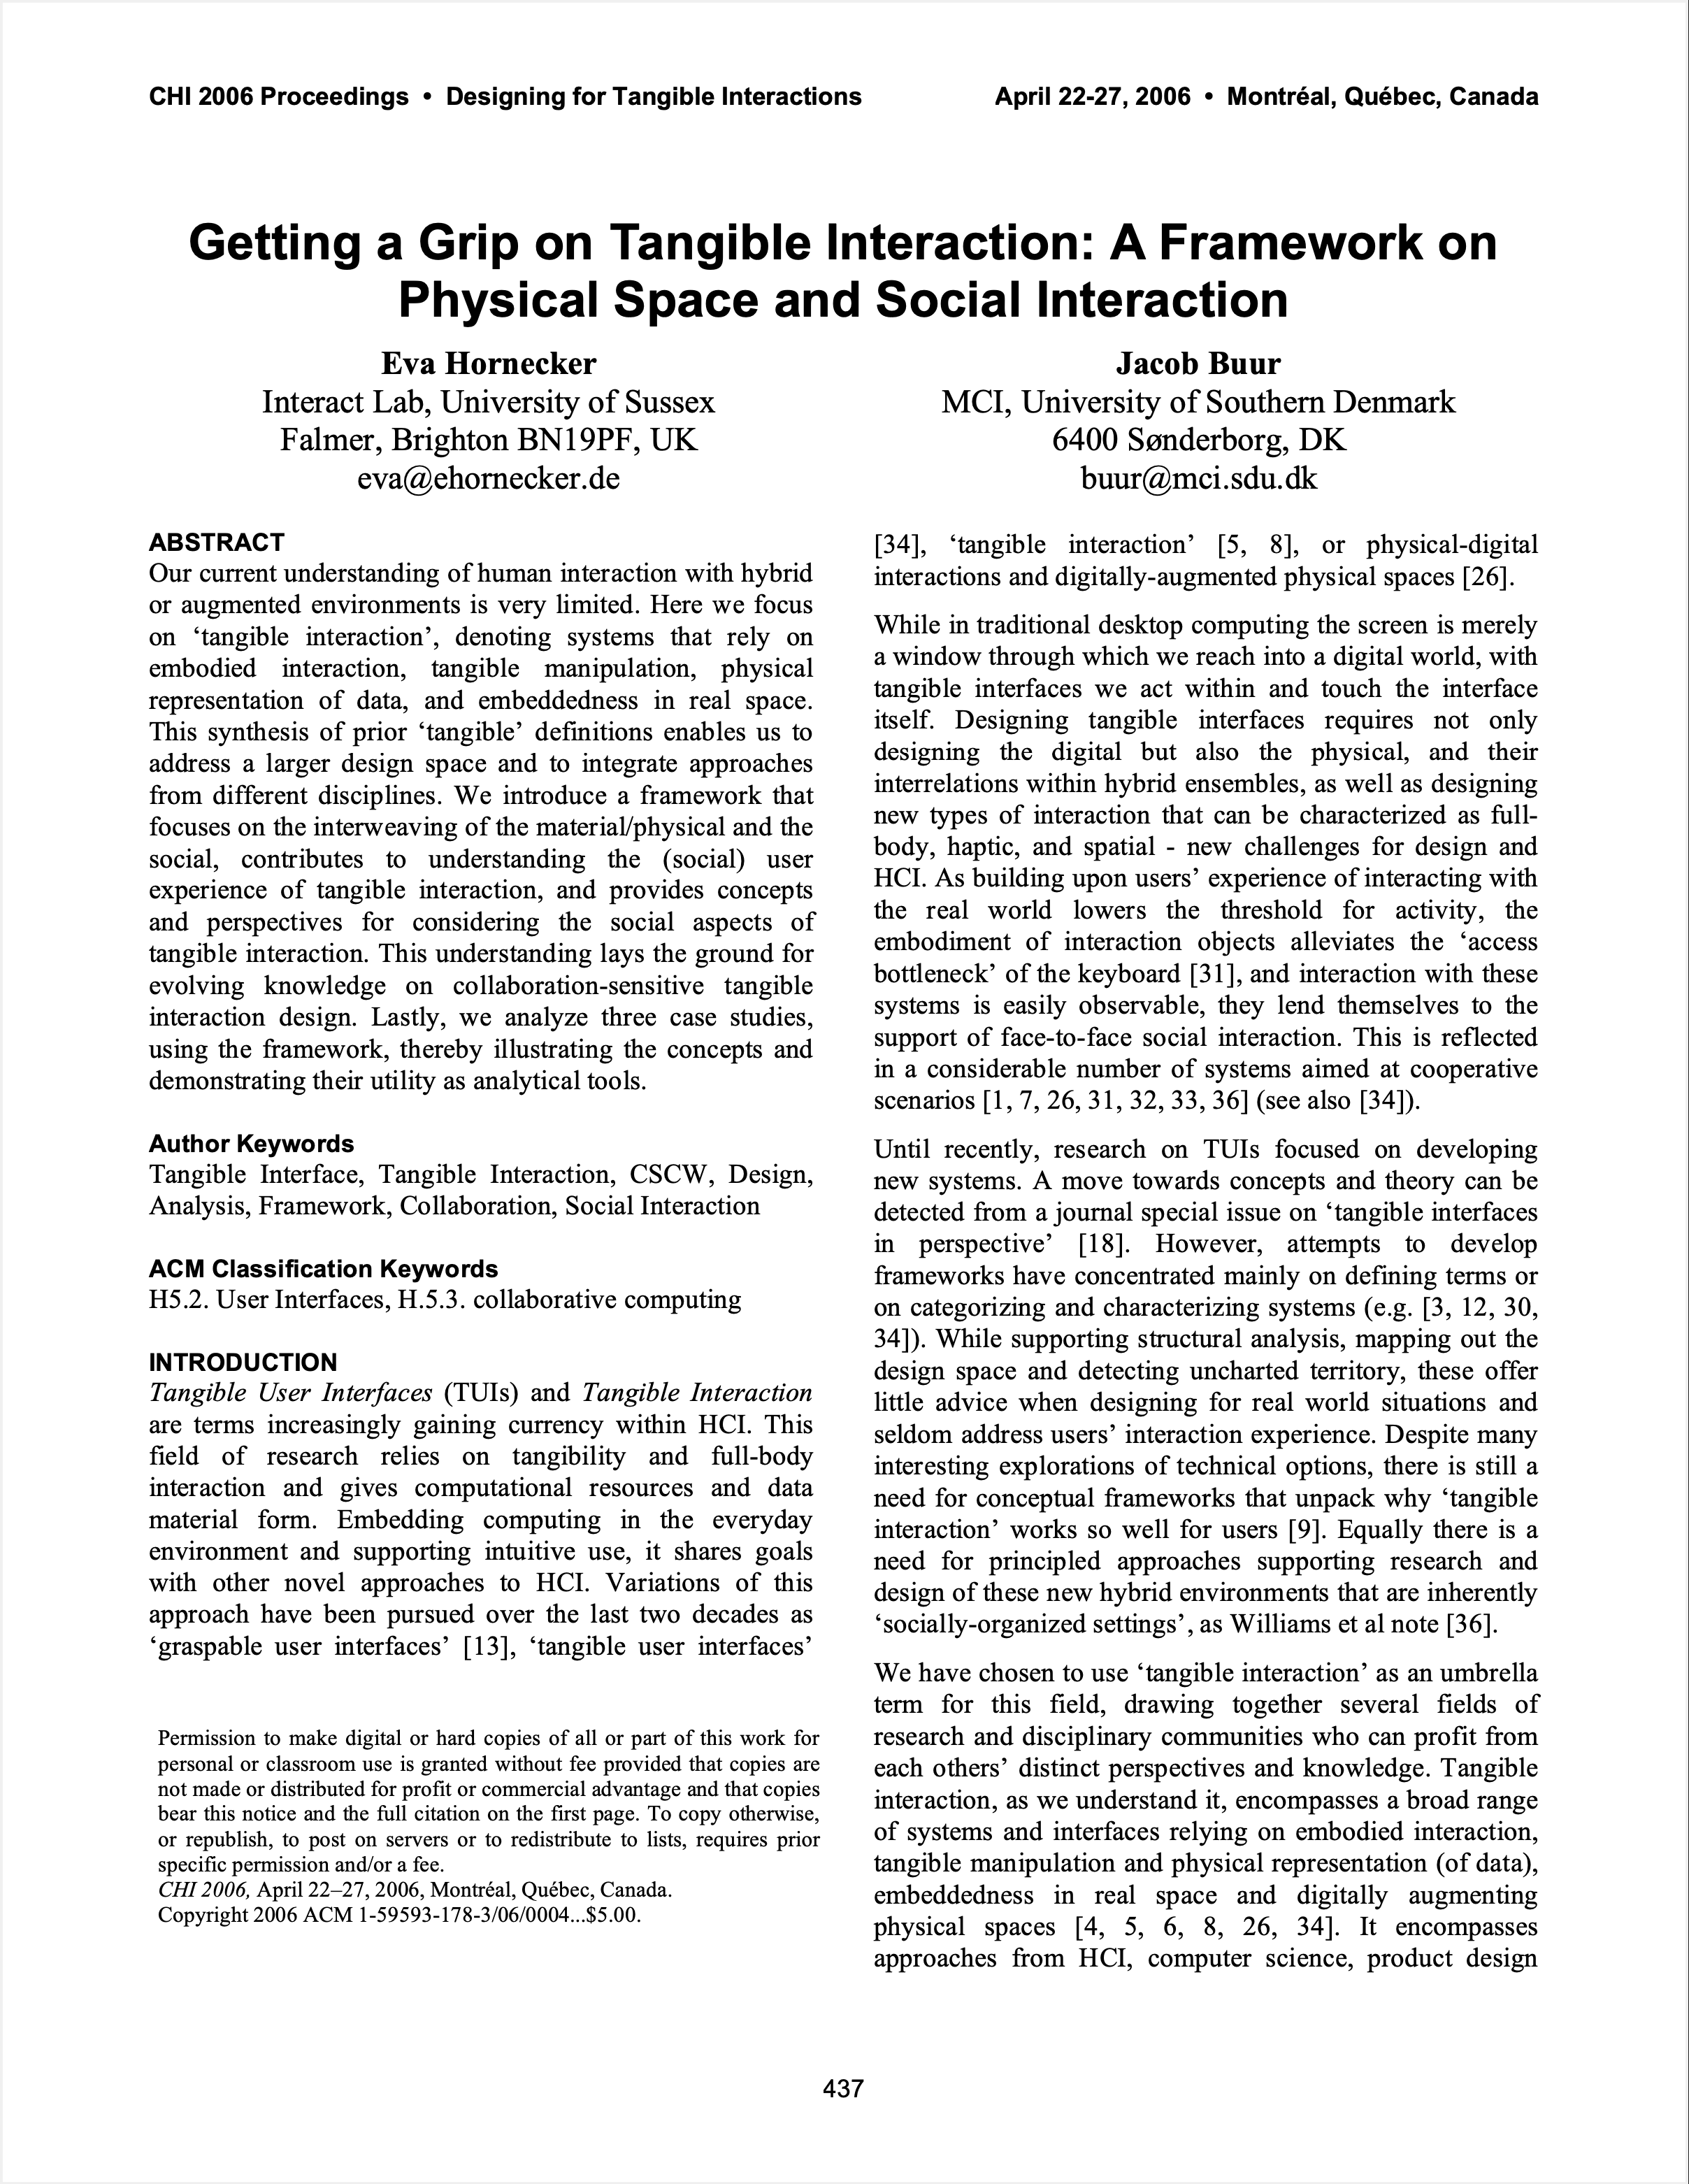 CHI 2006 Proceedings • Designing for Tangible Interactions April 22-27, 2006 • Montréal, Québec, Canada
Getting a Grip on Tangible Interaction: A Framework on
Physical Space and Social Interaction
Eva Hornecker
Interact Lab, University of Sussex
Falmer, Brighton BN19PF, UK
eva@ehornecker.de
Jacob Buur
MCI, University of Southern Denmark
6400 Sønderborg, DK
buur@mci.sdu.dk
ABSTRACT
Our current understanding of human interaction with hybrid
or augmented environments is very limited. Here we focus
on ‘tangible interaction’, denoting systems that rely on
embodied interaction, tangible manipulation, physical
representation of data, and embeddedness in real space.
This synthesis of prior ‘tangible’ definitions enables us to
address a larger design space and to integrate approaches
from different disciplines. We introduce a framework that
focuses on the interweaving of the material/physical and the
social, contributes to understanding the (social) user
experience of tangible interaction, and provides concepts
and perspectives for considering the social aspects of
tangible interaction. This understanding lays the ground for
evolving knowledge on collaboration-sensitive tangible
interaction design. Lastly, we analyze three case studies,
using the framework, thereby illustrating the concepts and
demonstrating their utility as analytical tools.
Author Keywords
Tangible Interface, Tangible Interaction, CSCW, Design,
Analysis, Framework, Collaboration, Social Interaction
ACM Classification Keywords
H5.2. User Interfaces, H.5.3. collaborative computing
INTRODUCTION
Tangible User Interfaces (TUIs) and Tangible Interaction
are terms increasingly gaining currency within HCI. This
field of research relies on tangibility and full-body
interaction and gives computational resources and data
material form. Embedding computing in the everyday
environment and supporting intuitive use, it shares goals
with other novel approaches to HCI. Variations of this
approach have been pursued over the last two decades as
‘graspable user interfaces’ [13], ‘tangible user interfaces’
Permission to make digital or hard copies of all or part of this work for
personal or classroom use is granted without fee provided that copies are
not made or distributed for profit or commercial advantage and that copies
bear this notice and the full citation on the first page. To copy otherwise,
or republish, to post on servers or to redistribute to lists, requires prior
specific permission and/or a fee.
CHI 2006, April 22–27, 2006, Montréal, Québec, Canada.
Copyright 2006 ACM 1-59593-178-3/06/0004...$5.00.
[34], ‘tangible interaction’ [5, 8], or physical-digital
interactions and digitally-augmented physical spaces [26].
While in traditional desktop computing the screen is merely
a window through which we reach into a digital world, with
tangible interfaces we act within and touch the interface
itself. Designing tangible interfaces requires not only
designing the digital but also the physical, and their
interrelations within hybrid ensembles, as well as designing
new types of interaction that can be characterized as full-
body, haptic, and spatial - new challenges for design and
HCI. As building upon users’ experience of interacting with
the real world lowers the threshold for activity, the
embodiment of interaction objects alleviates the ‘access
bottleneck’ of the keyboard [31], and interaction with these
systems is easily observable, they lend themselves to the
support of face-to-face social interaction. This is reflected
in a considerable number of systems aimed at cooperative
scenarios [1, 7, 26, 31, 32, 33, 36] (see also [34]).
Until recently, research on TUIs focused on developing
new systems. A move towards concepts and theory can be
detected from a journal special issue on ‘tangible interfaces
in perspective’ [18]. However, attempts to develop
frameworks have concentrated mainly on defining terms or
on categorizing and characterizing systems (e.g. [3, 12, 30,
34]). While supporting structural analysis, mapping out the
design space and detecting uncharted territory, these offer
little advice when designing for real world situations and
seldom address users’ interaction experience. Despite many
interesting explorations of technical options, there is still a
need for conceptual frameworks that unpack why ‘tangible
interaction’ works so well for users [9]. Equally there is a
need for principled approaches supporting research and
design of these new hybrid environments that are inherently
‘socially-organized settings’, as Williams et al note [36].
We have chosen to use ‘tangible interaction’ as an umbrella
term for this field, drawing together several fields of
research and disciplinary communities who can profit from
each others’ distinct perspectives and knowledge. Tangible
interaction, as we understand it, encompasses a broad range
of systems and interfaces relying on embodied interaction,
tangible manipulation and physical representation (of data),
embeddedness in real space and digitally augmenting
physical spaces [4, 5, 6, 8, 26, 34]. It encompasses
approaches from HCI, computer science, product design
437